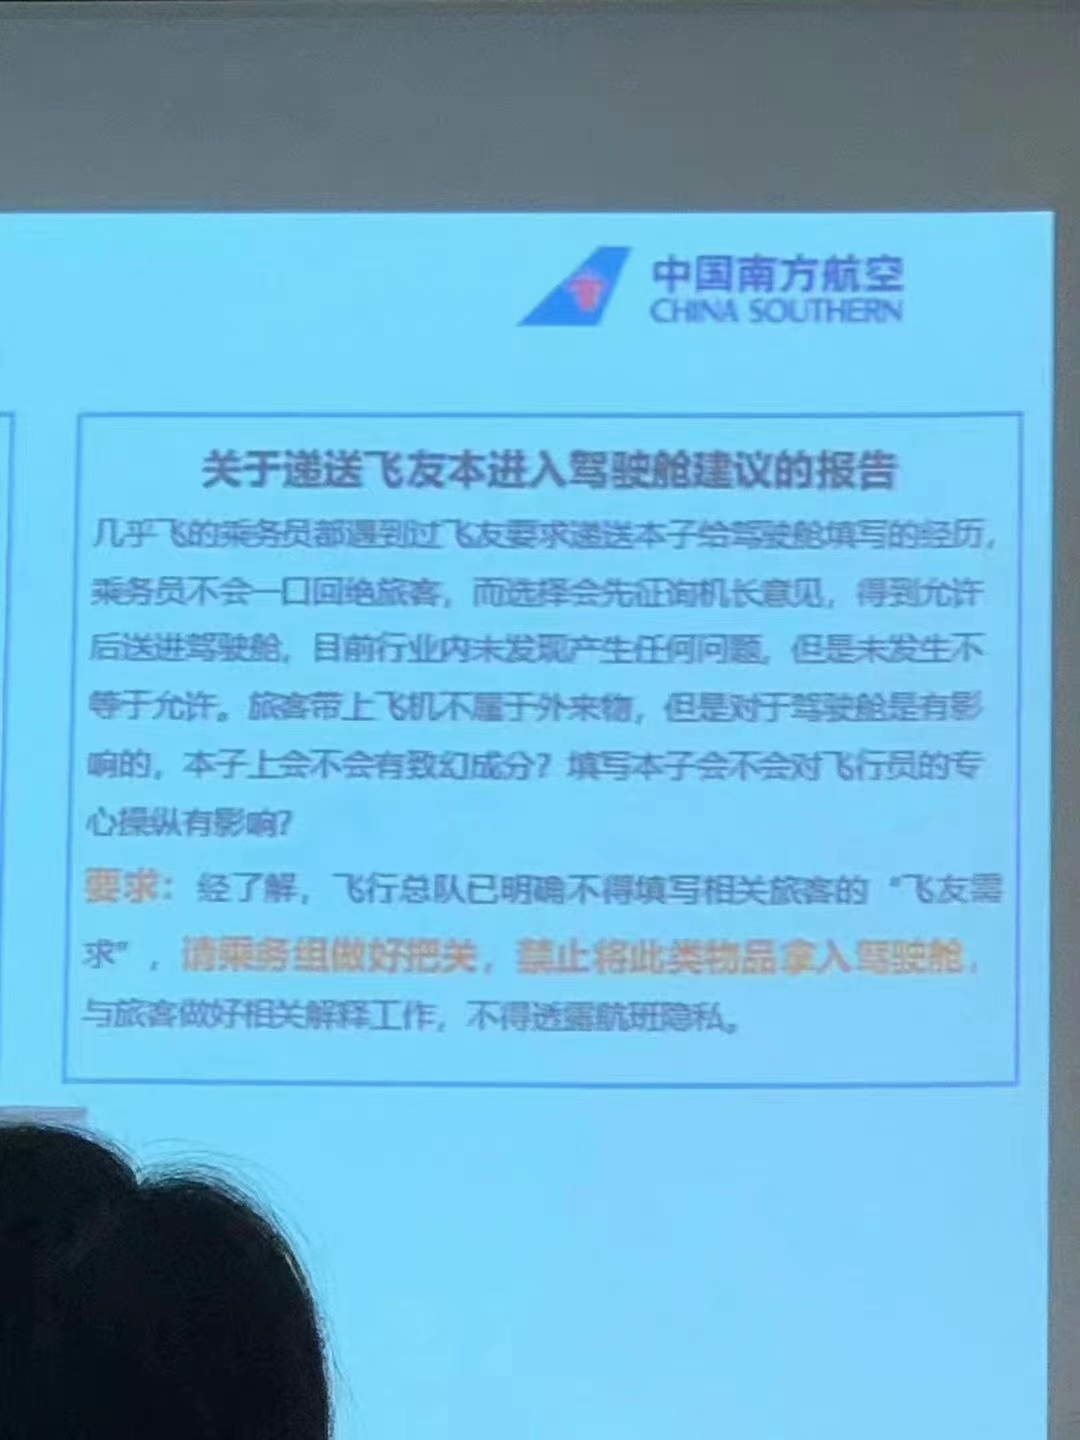 中国南方航空
CHINA SOUTHERN
关于递送飞友本进入驾驶舱建议的报告
几乎飞的乘务员都遇到过飞友要求递送本子给驾驶舱填写的经历，
乘务员不会一口回绝旅客，而选择会先征询机长意见，得到允许
后送进驾驶舱，目前行业内未发现产生任何问题，但是未发生不
等于允许。旅客带上飞机不属于外来物，但是对于驾驶舱是有影
响的，本子上会不会有致幻成分？填写本子会不会对飞行员的专
心操纵有影响？
要求：经了解，飞行总队已明确不得填写相关旅客的“飞友需
求”，请乘务组做好把关，禁止将此类物品拿入驾驶舱，
与旅客做好相关解释工作，不得透露航班隐私。